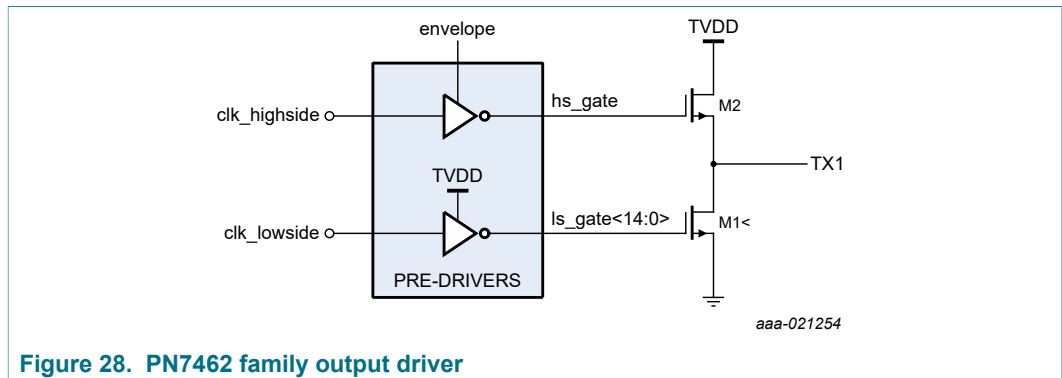 envelope
TVDD
clk_highside
hs_gate
M2
TX1
TVDD
clk_lowside
ls_gate<14:0>
M1<
PRE-DRIVERS
aaa-021254
Figure 28. PN7462 family output driver